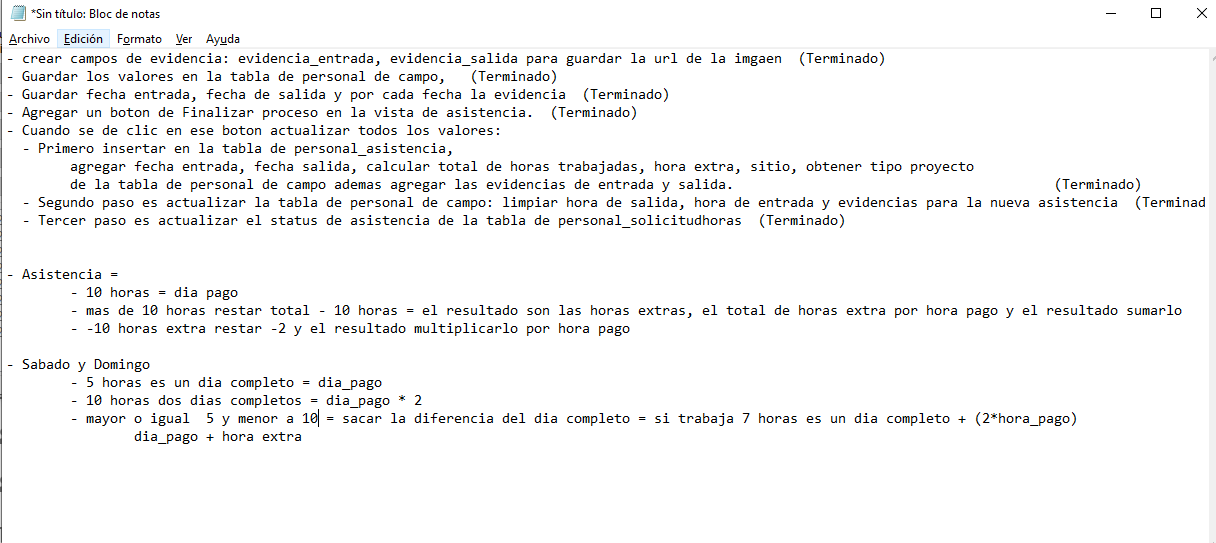 *Sin título: Bloc de notas
Archivo Edición Formato Ver Ayuda
- crear campos de evidencia: evidencia_entrada, evidencia_salida para guardar la url de la imgaen (Terminado)
- Guardar los valores en la tabla de personal de campo, (Terminado)
- Guardar fecha entrada, fecha de salida y por cada fecha la evidencia (Terminado)
- Agregar un boton de Finalizar proceso en la vista de asistencia. (Terminado)
- Cuando se de clic en ese boton actualizar todos los valores:
- Primero insertar en la tabla de personal_asistencia,
agregar fecha entrada, fecha salida, calcular total de horas trabajadas, hora extra, sitio, obtener tipo proyecto
de la tabla de personal de campo ademas agregar las evidencias de entrada y salida. (Terminado)
- Segundo paso es actualizar la tabla de personal de campo: limpiar hora de salida, hora de entrada y evidencias para la nueva asistencia (Terminad
- Tercer paso es actualizar el status de asistencia de la tabla de personal_solicitudhoras (Terminado)
- Asistencia =
- 10 horas = dia pago
- mas de 10 horas restar total - 10 horas = el resultado son las horas extras, el total de horas extra por hora pago y el resultado sumarlo
- -10 horas extra restar -2 y el resultado multiplicarlo por hora pago
- Sabado y Domingo
- 5 horas es un dia completo = dia_pago
- 10 horas dos dias completos = dia_pago * 2
- mayor o igual 5 y menor a 10 = sacar la diferencia del dia completo = si trabaja 7 horas es un dia completo + (2*hora_pago)
dia_pago + hora extra